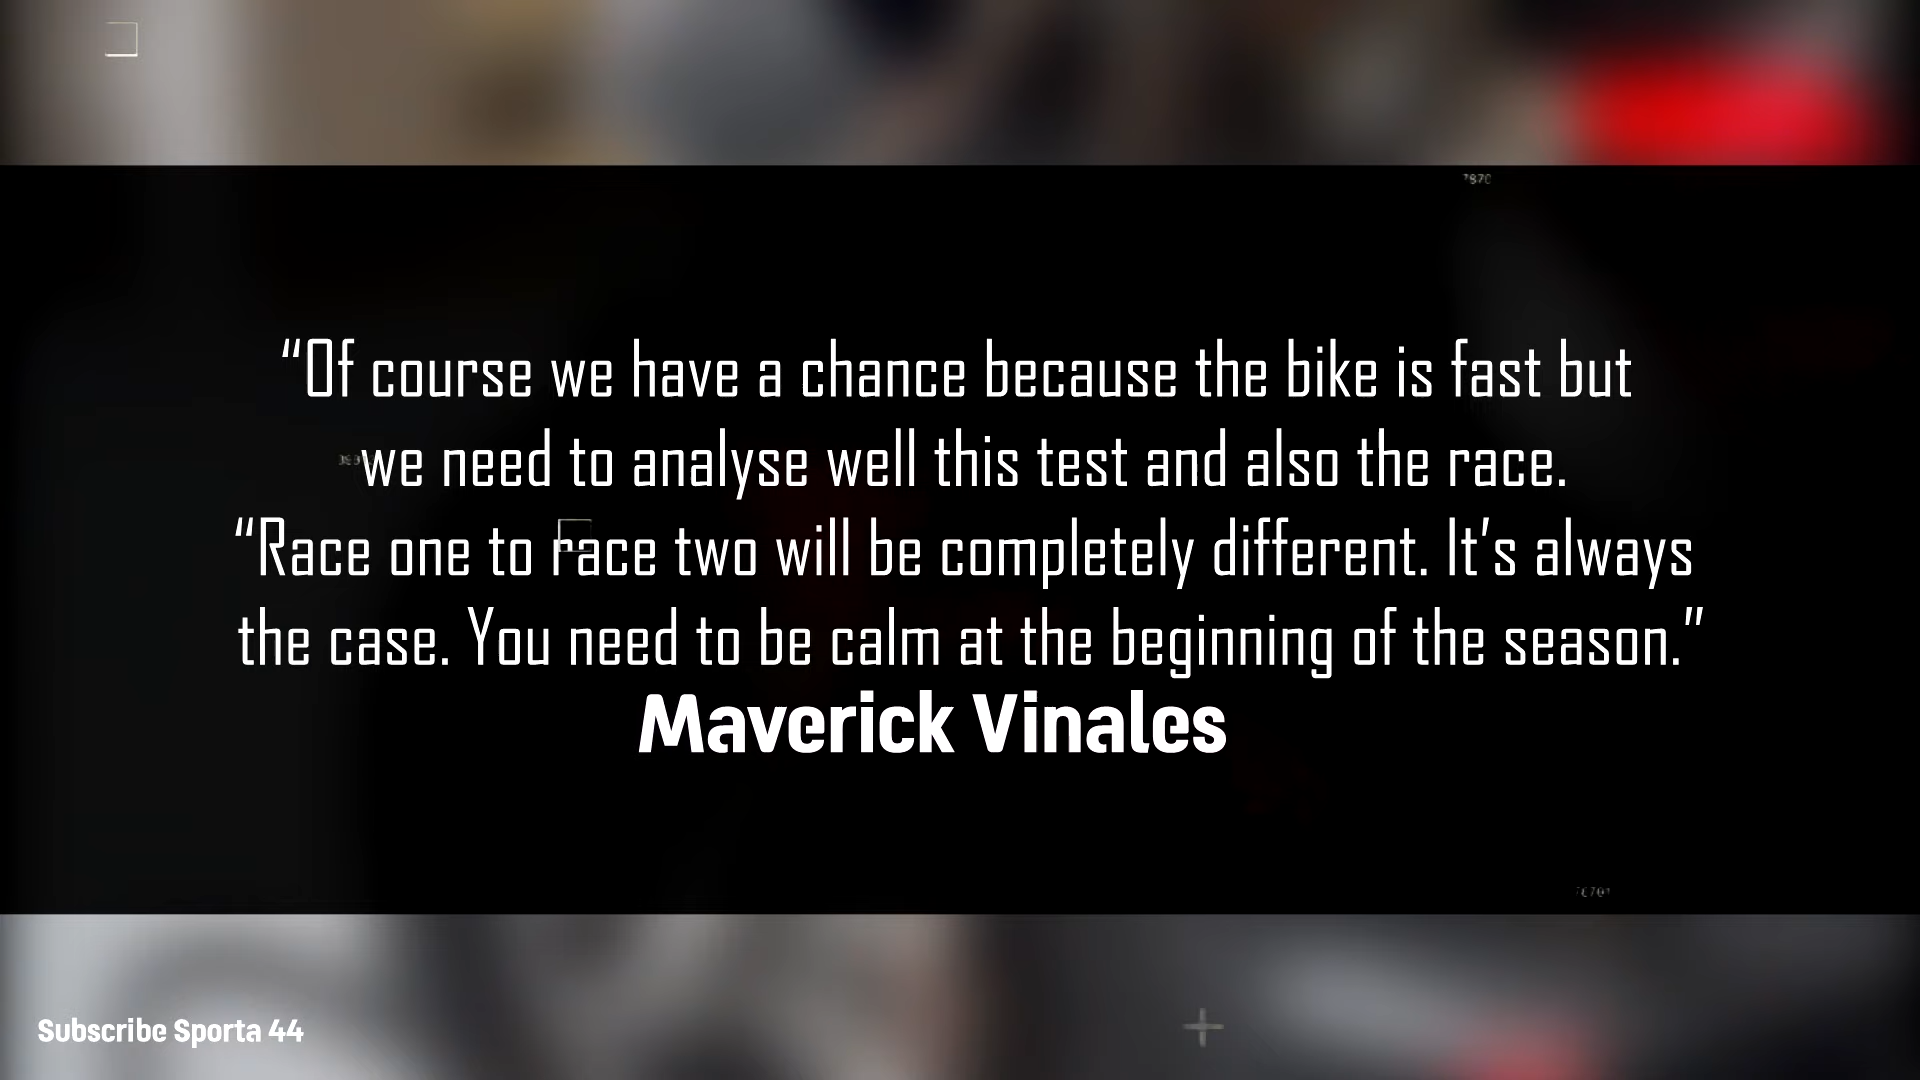 7870
“Of course we have a chance because the bike is fast but
we need to analyse well this test and also the race.
“Race one to race two will be completely different. It’s always
the case. You need to be calm at the beginning of the season.”
Maverick Vinales
Subscribe Sporta 44